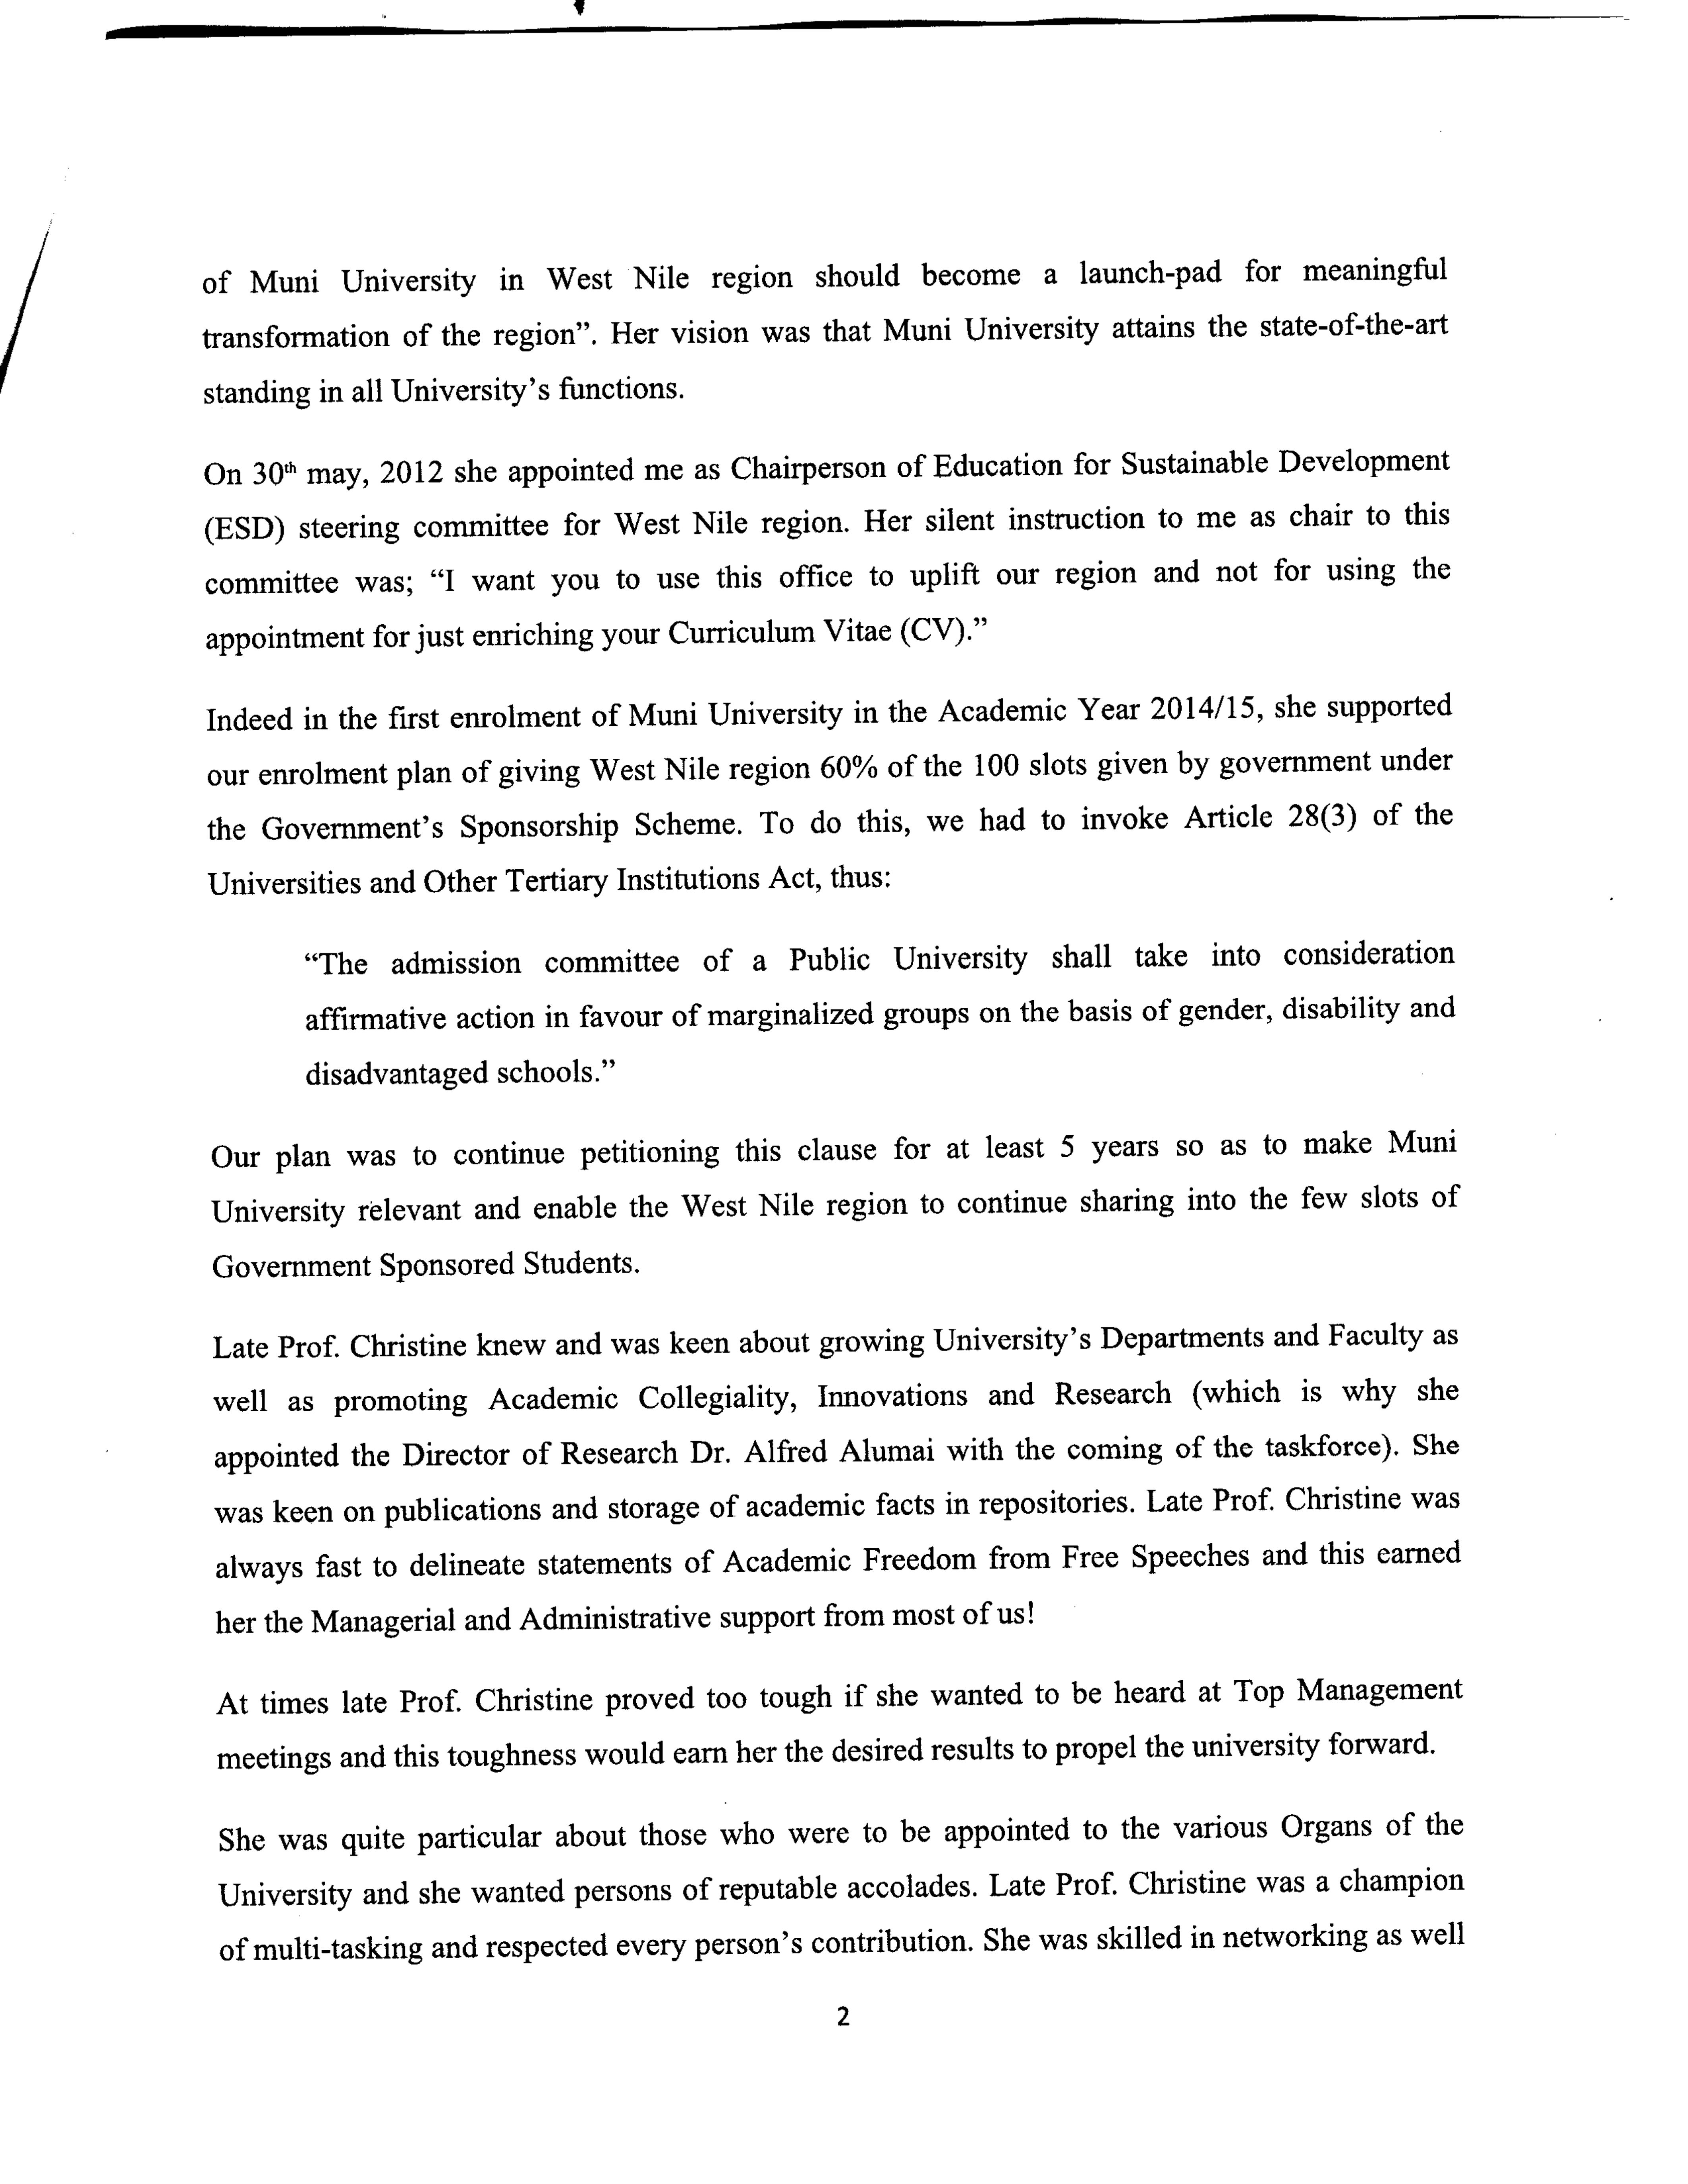 of Muni University in West Nile region should become a launch-pad for meaningful
transformation of the region”. Her vision was that Muni University attains the state-of-the-art
standing in all University’s functions.
On 30th may, 2012 she appointed me as Chairperson of Education for Sustainable Development
(ESD) steering committee for West Nile region. Her silent instruction to me as chair to this
committee was; “I want you to use this office to uplift our region and not for using the
appointment for just enriching your Curriculum Vitae (CV).”
Indeed in the first enrolment of Muni University in the Academic Year 2014/15, she supported
our enrolment plan of giving West Nile region 60% of the 100 slots given by government under
the Government’s Sponsorship Scheme. To do this, we had to invoke Article 28(3) of the
Universities and Other Tertiary Institutions Act, thus:
“The admission committee of a Public University shall take into consideration
affirmative action in favour of marginalized groups on the basis of gender, disability and
disadvantaged schools.”
Our plan was to continue petitioning this clause for at least 5 years so as to make Muni
University relevant and enable the West Nile region to continue sharing into the few slots of
Government Sponsored Students.
Late Prof. Christine knew and was keen about growing University’s Departments and Faculty as
well as promoting Academic Collegiality, Innovations and Research (which is why she
appointed the Director of Research Dr. Alfred Alumai with the coming of the taskforce). She
was keen on publications and storage of academic facts in repositories. Late Prof. Christine was
always fast to delineate statements of Academic Freedom from Free Speeches and this earned
her the Managerial and Administrative support from most of us!
At times late Prof. Christine proved too tough if she wanted to be heard at Top Management
meetings and this toughness would earn her the desired results to propel the university forward.
She was quite particular about those who were to be appointed to the various Organs of the
University and she wanted persons of reputable accolades. Late Prof. Christine was a champion
of multi-tasking and respected every person’s contribution. She was skilled in networking as well
2